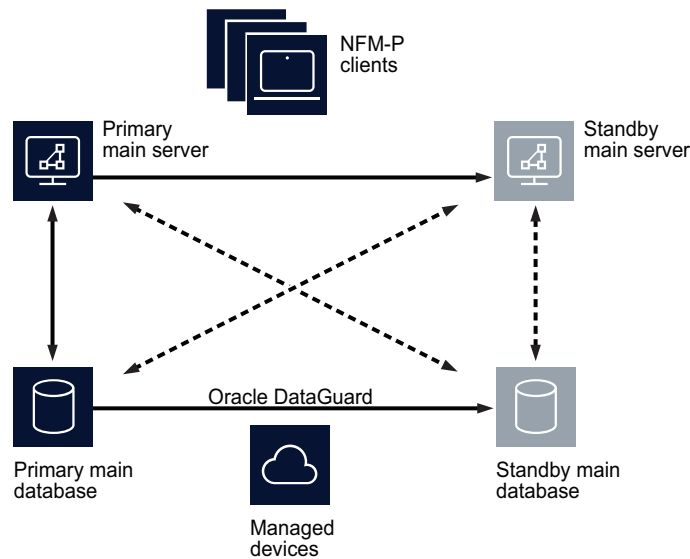 NFM-P
clients
Primary
main server
Standby
main server
Oracle DataGuard
Primary main
database
Managed
devices
Standby main
database